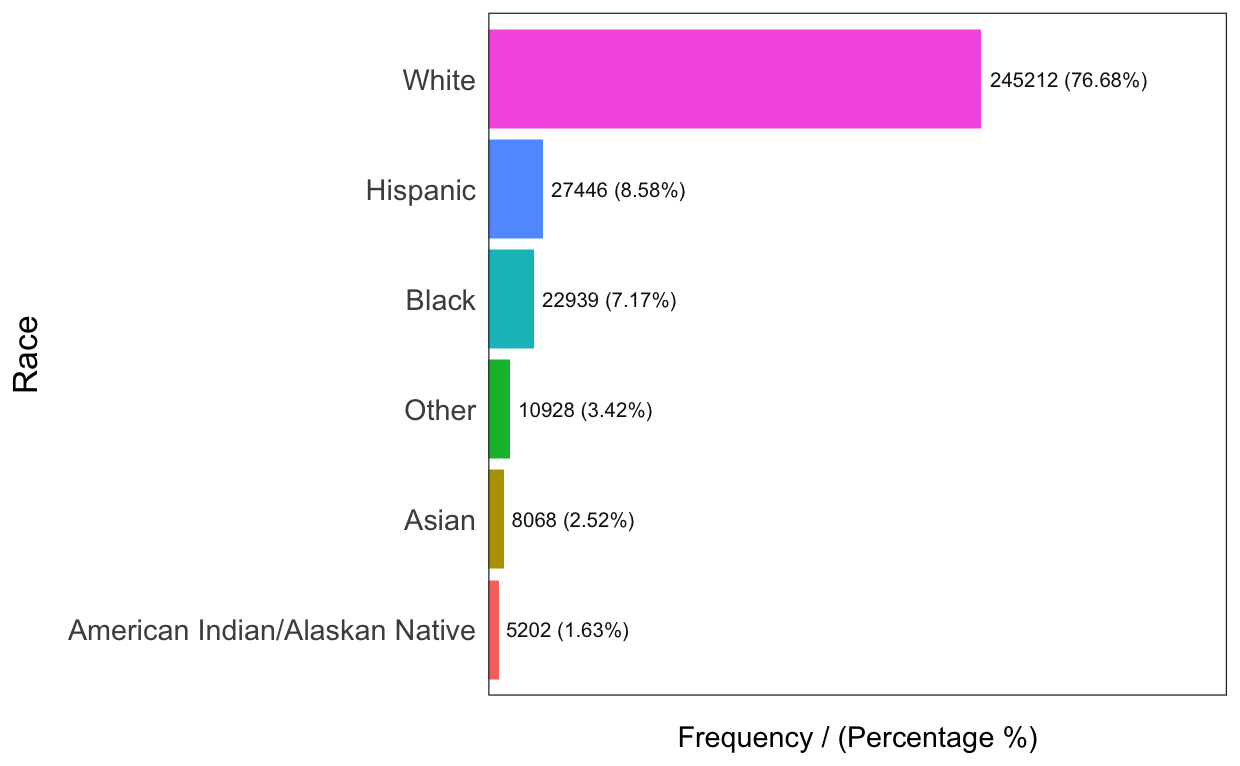 White
245212 (76.68%)
Hispanic
27446 (8.58%)
Black
22939 (7.17%)
Race
Other
10928 (3.42%)
Asian
8068 (2.52%)
American Indian/Alaskan Native
5202 (1.63%)
Frequency / (Percentage %)